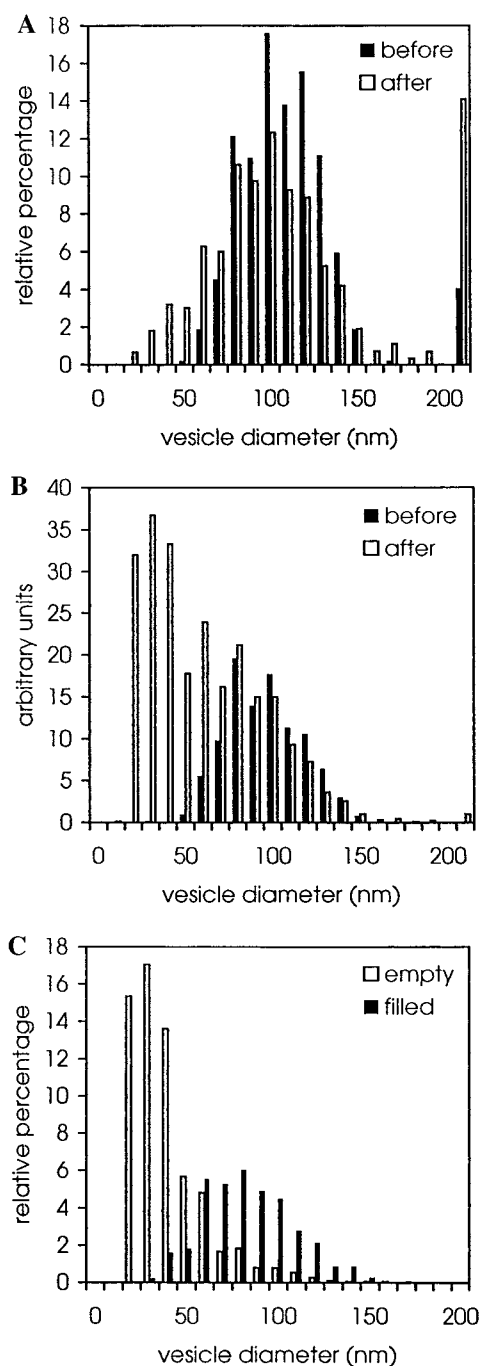 A
18
16
14
12
10
8
6
4
2
0
relative percentage
before
after
0 50 100 150 200
vesicle diameter (nm)
B
40
35
30
25
20
15
10
5
0
arbitrary units
before
after
0 50 100 150 200
vesicle diameter (nm)
C
18
16
14
12
10
8
6
4
2
0
relative percentage
empty
filled
0 50 100 150 200
vesicle diameter (nm)